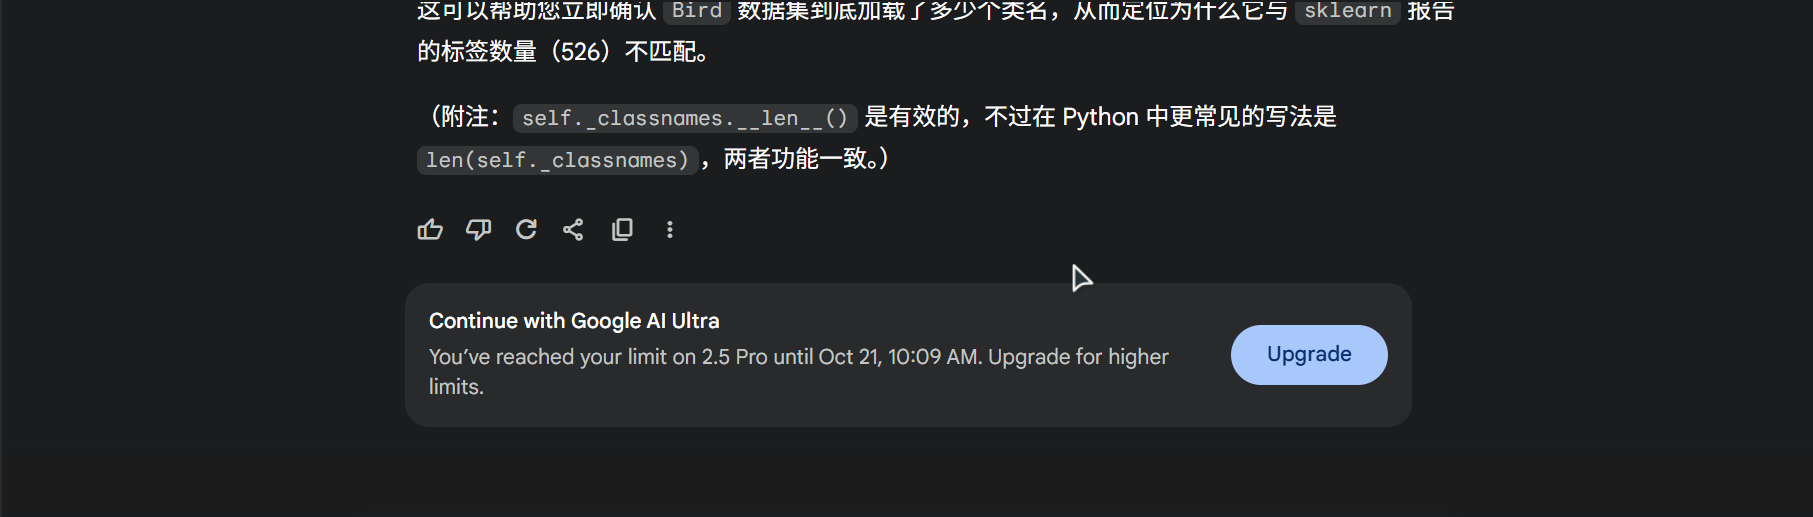 这可以帮助您立即确认 Bird 数据集到底加载了多少个类名，从而定位为什么它与 sklearn 报告
的标签数量（526）不匹配。
（附注：self._classnames.__len__() 是有效的，不过在 Python 中更常见的写法是
len(self._classnames)，两者功能一致。）
Continue with Google AI Ultra
You’ve reached your limit on 2.5 Pro until Oct 21, 10:09 AM. Upgrade for higher
limits.
Upgrade